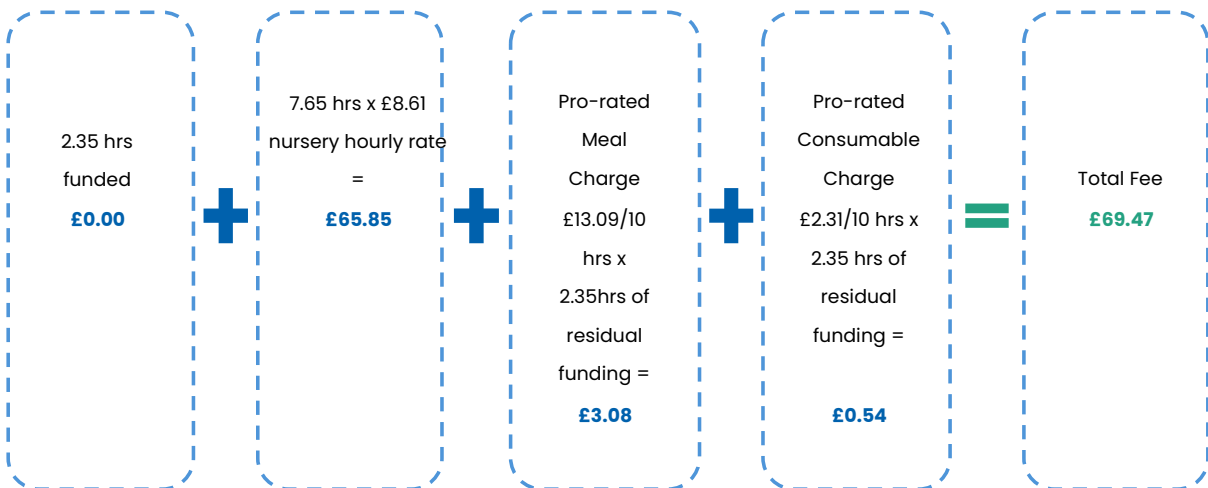 2.35 hrs
funded
£0.00
7.65 hrs x £8.61
nursery hourly rate
=
£65.85
Pro-rated
Meal
Charge
£13.09/10
hrs x
2.35hrs of
residual
funding =
£3.08
Pro-rated
Consumable
Charge
£2.31/10 hrs x
2.35 hrs of
residual
funding =
£0.54
Total Fee
£69.47